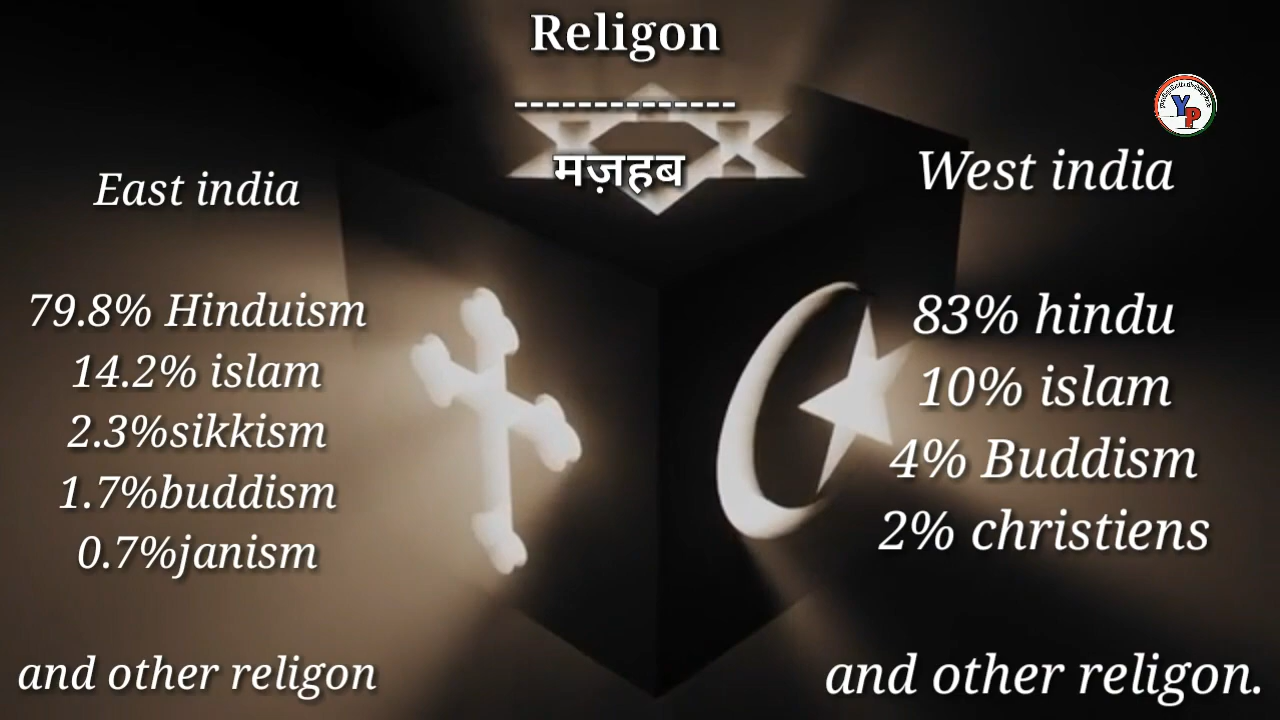 Religon
--------------
मज़हब
East india
79.8% Hinduism
14.2% islam
2.3%sikkism
1.7%buddism
0.7%janism
and other religon
YP
West india
83% hindu
10% islam
4% Buddism
2% christiens
and other religon.